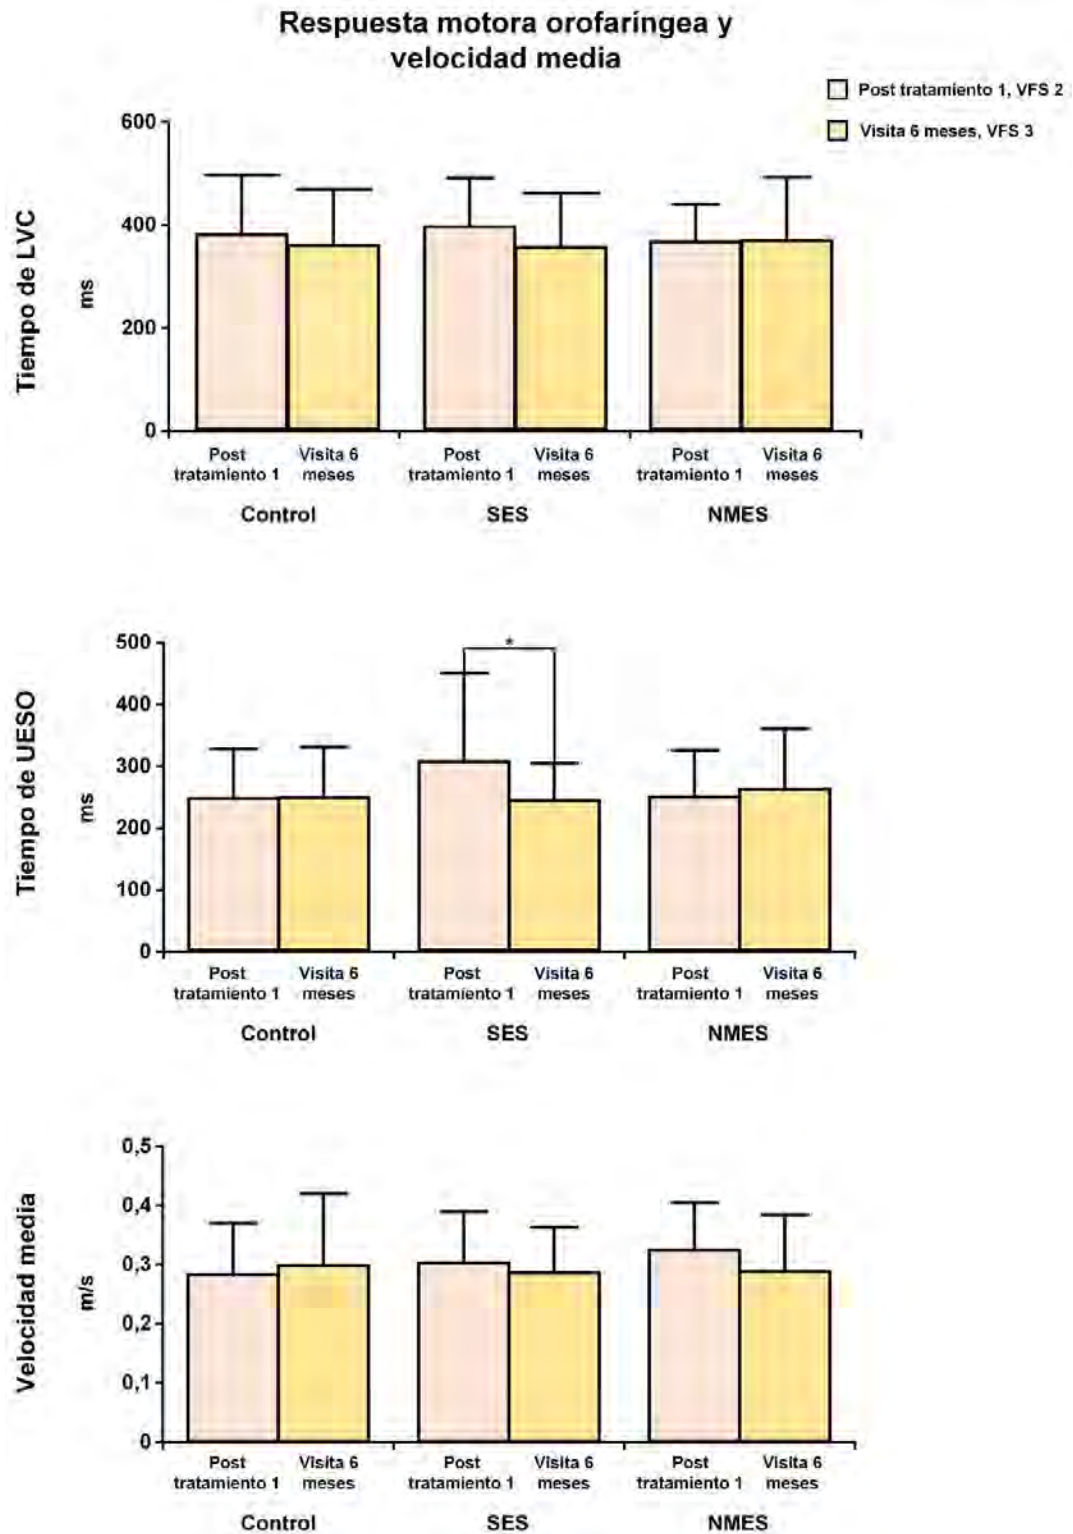 Respuesta motora orofaríngea y
velocidad media
Post tratamiento 1, VFS 2
Visita 6 meses, VFS 3
Tiempo de LVC
ms
600
400
200
0
Post
tratamiento 1
Visita 6
meses
Post
tratamiento 1
Visita 6
meses
Post
tratamiento 1
Visita 6
meses
Control
SES
NMES
Tiempo de UESO
ms
500
400
300
200
100
0
*
Post
tratamiento 1
Visita 6
meses
Post
tratamiento 1
Visita 6
meses
Post
tratamiento 1
Visita 6
meses
Control
SES
NMES
Velocidad media
m/s
0,5
0,4
0,3
0,2
0,1
0
Post
tratamiento 1
Visita 6
meses
Post
tratamiento 1
Visita 6
meses
Post
tratamiento 1
Visita 6
meses
Control
SES
NMES